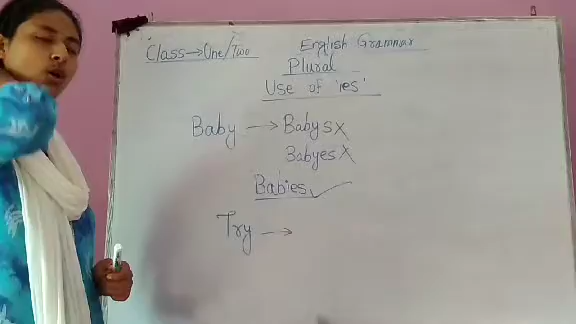 Class → One/Two English Grammar
Plural
Use of 'ies'
Baby → Babys X
Babyes X
Babies ✓
Try →